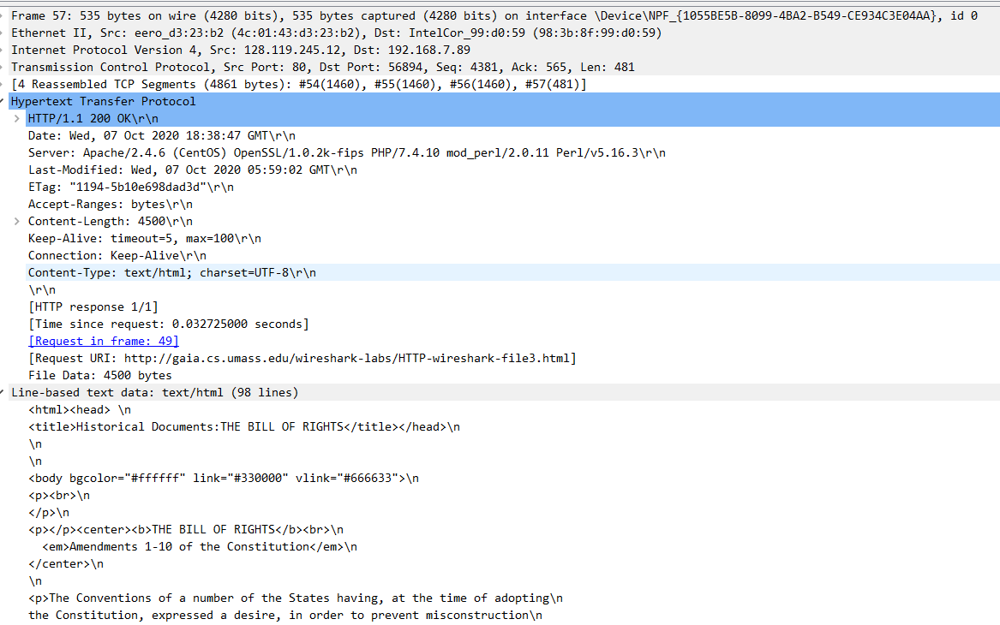 Frame 57: 535 bytes on wire (4280 bits), 535 bytes captured (4280 bits) on interface \Device\NPF_{1055BE5B-8099-4BA2-B549-CE934C3E04AA}, id 0
Ethernet II, Src: eero_d3:23:b2 (4c:01:43:d3:23:b2), Dst: IntelCor_99:d0:59 (98:3b:8f:99:d0:59)
Internet Protocol Version 4, Src: 128.119.245.12, Dst: 192.168.7.89
Transmission Control Protocol, Src Port: 80, Dst Port: 56894, Seq: 4381, Ack: 565, Len: 481
[4 Reassembled TCP Segments (4861 bytes): #54(1460), #55(1460), #56(1460), #57(481)]
Hypertext Transfer Protocol
HTTP/1.1 200 OK\r\n
Date: Wed, 07 Oct 2020 18:38:47 GMT\r\n
Server: Apache/2.4.6 (CentOS) OpenSSL/1.0.2k-fips PHP/7.4.10 mod_perl/2.0.11 Perl/v5.16.3\r\n
Last-Modified: Wed, 07 Oct 2020 05:59:02 GMT\r\n
ETag: "1194-5b10e698dad3d"\r\n
Accept-Ranges: bytes\r\n
Content-Length: 4500\r\n
Keep-Alive: timeout=5, max=100\r\n
Connection: Keep-Alive\r\n
Content-Type: text/html; charset=UTF-8\r\n
\r\n
[HTTP response 1/1]
[Time since request: 0.032725000 seconds]
[Request in frame: 49]
[Request URI: http://gaia.cs.umass.edu/wireshark-labs/HTTP-wireshark-file3.html]
File Data: 4500 bytes
Line-based text data: text/html (98 lines)
<html><head> \n
<title>Historical Documents:THE BILL OF RIGHTS</title></head>\n
\n
\n
<body bgcolor="#ffffff" link="#330000" vlink="#666633">\n
<p><br>\n
</p>\n
<p></p><center><b>THE BILL OF RIGHTS</b><br>\n
<em>Amendments 1-10 of the Constitution</em>\n
</center>\n
\n
<p>The Conventions of a number of the States having, at the time of adopting\n
the Constitution, expressed a desire, in order to prevent misconstruction\n